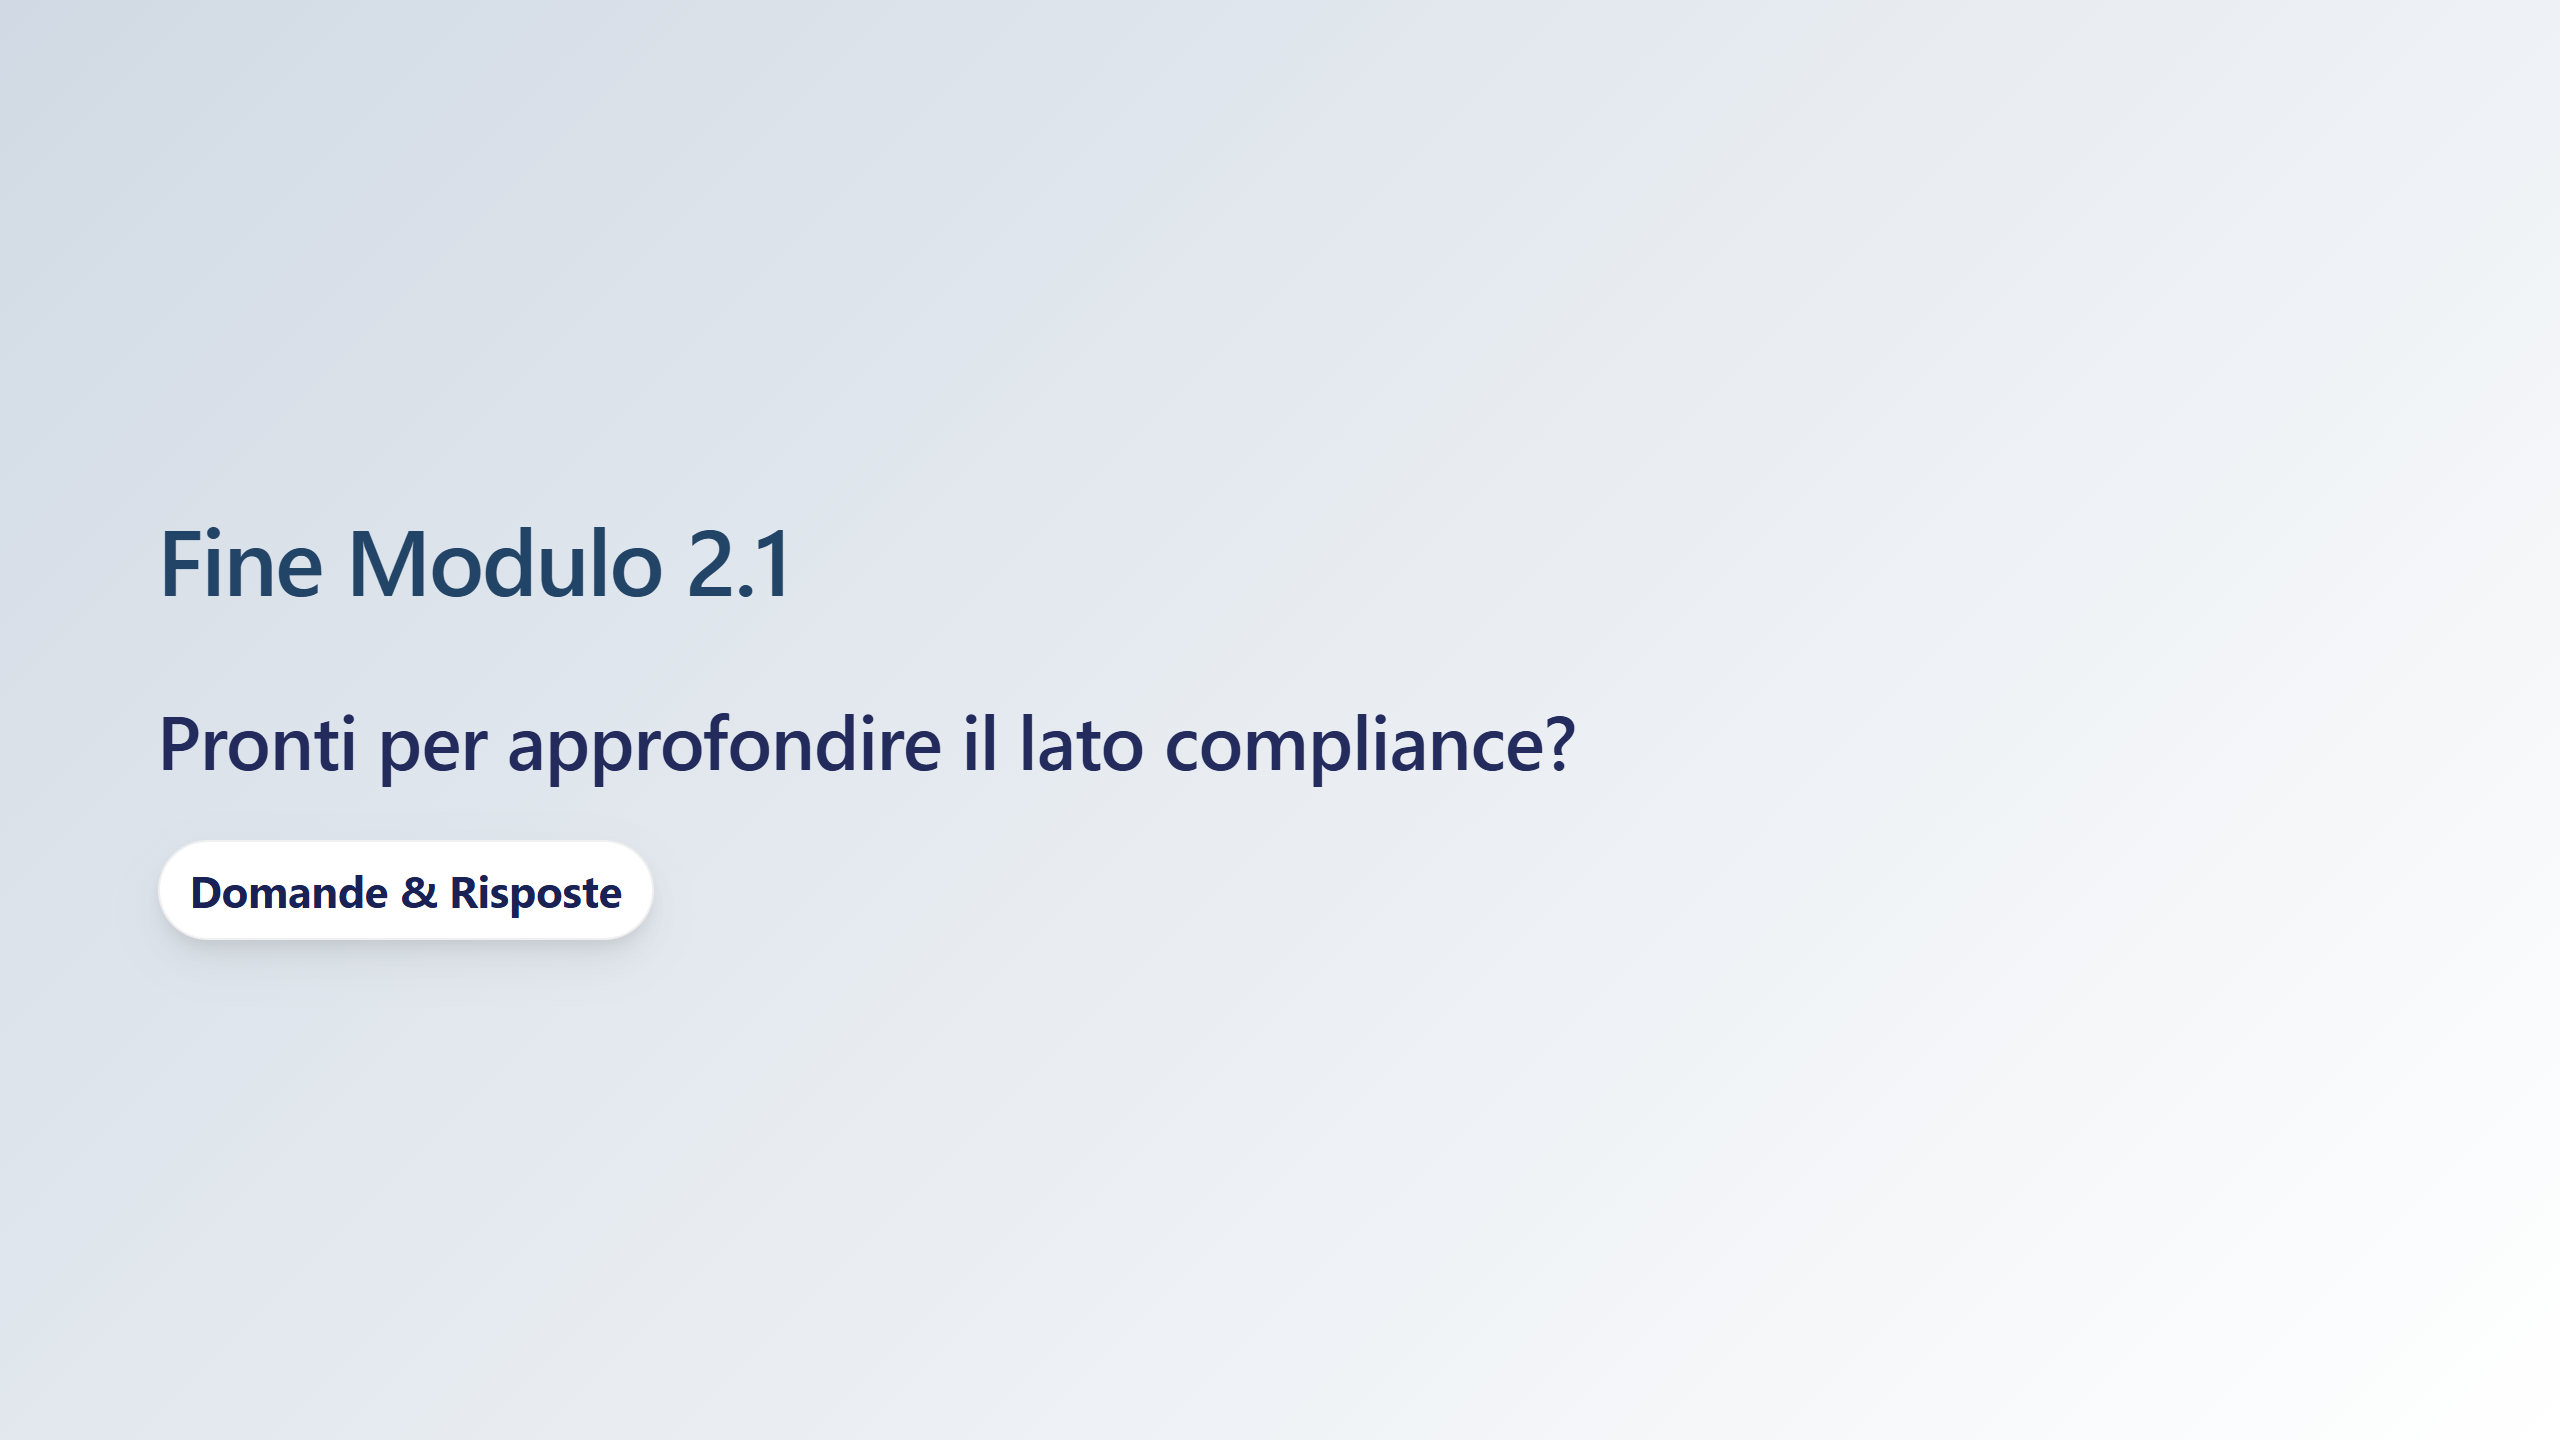 Fine Modulo 2.1
Pronti per approfondire il lato compliance?
Domande & Risposte